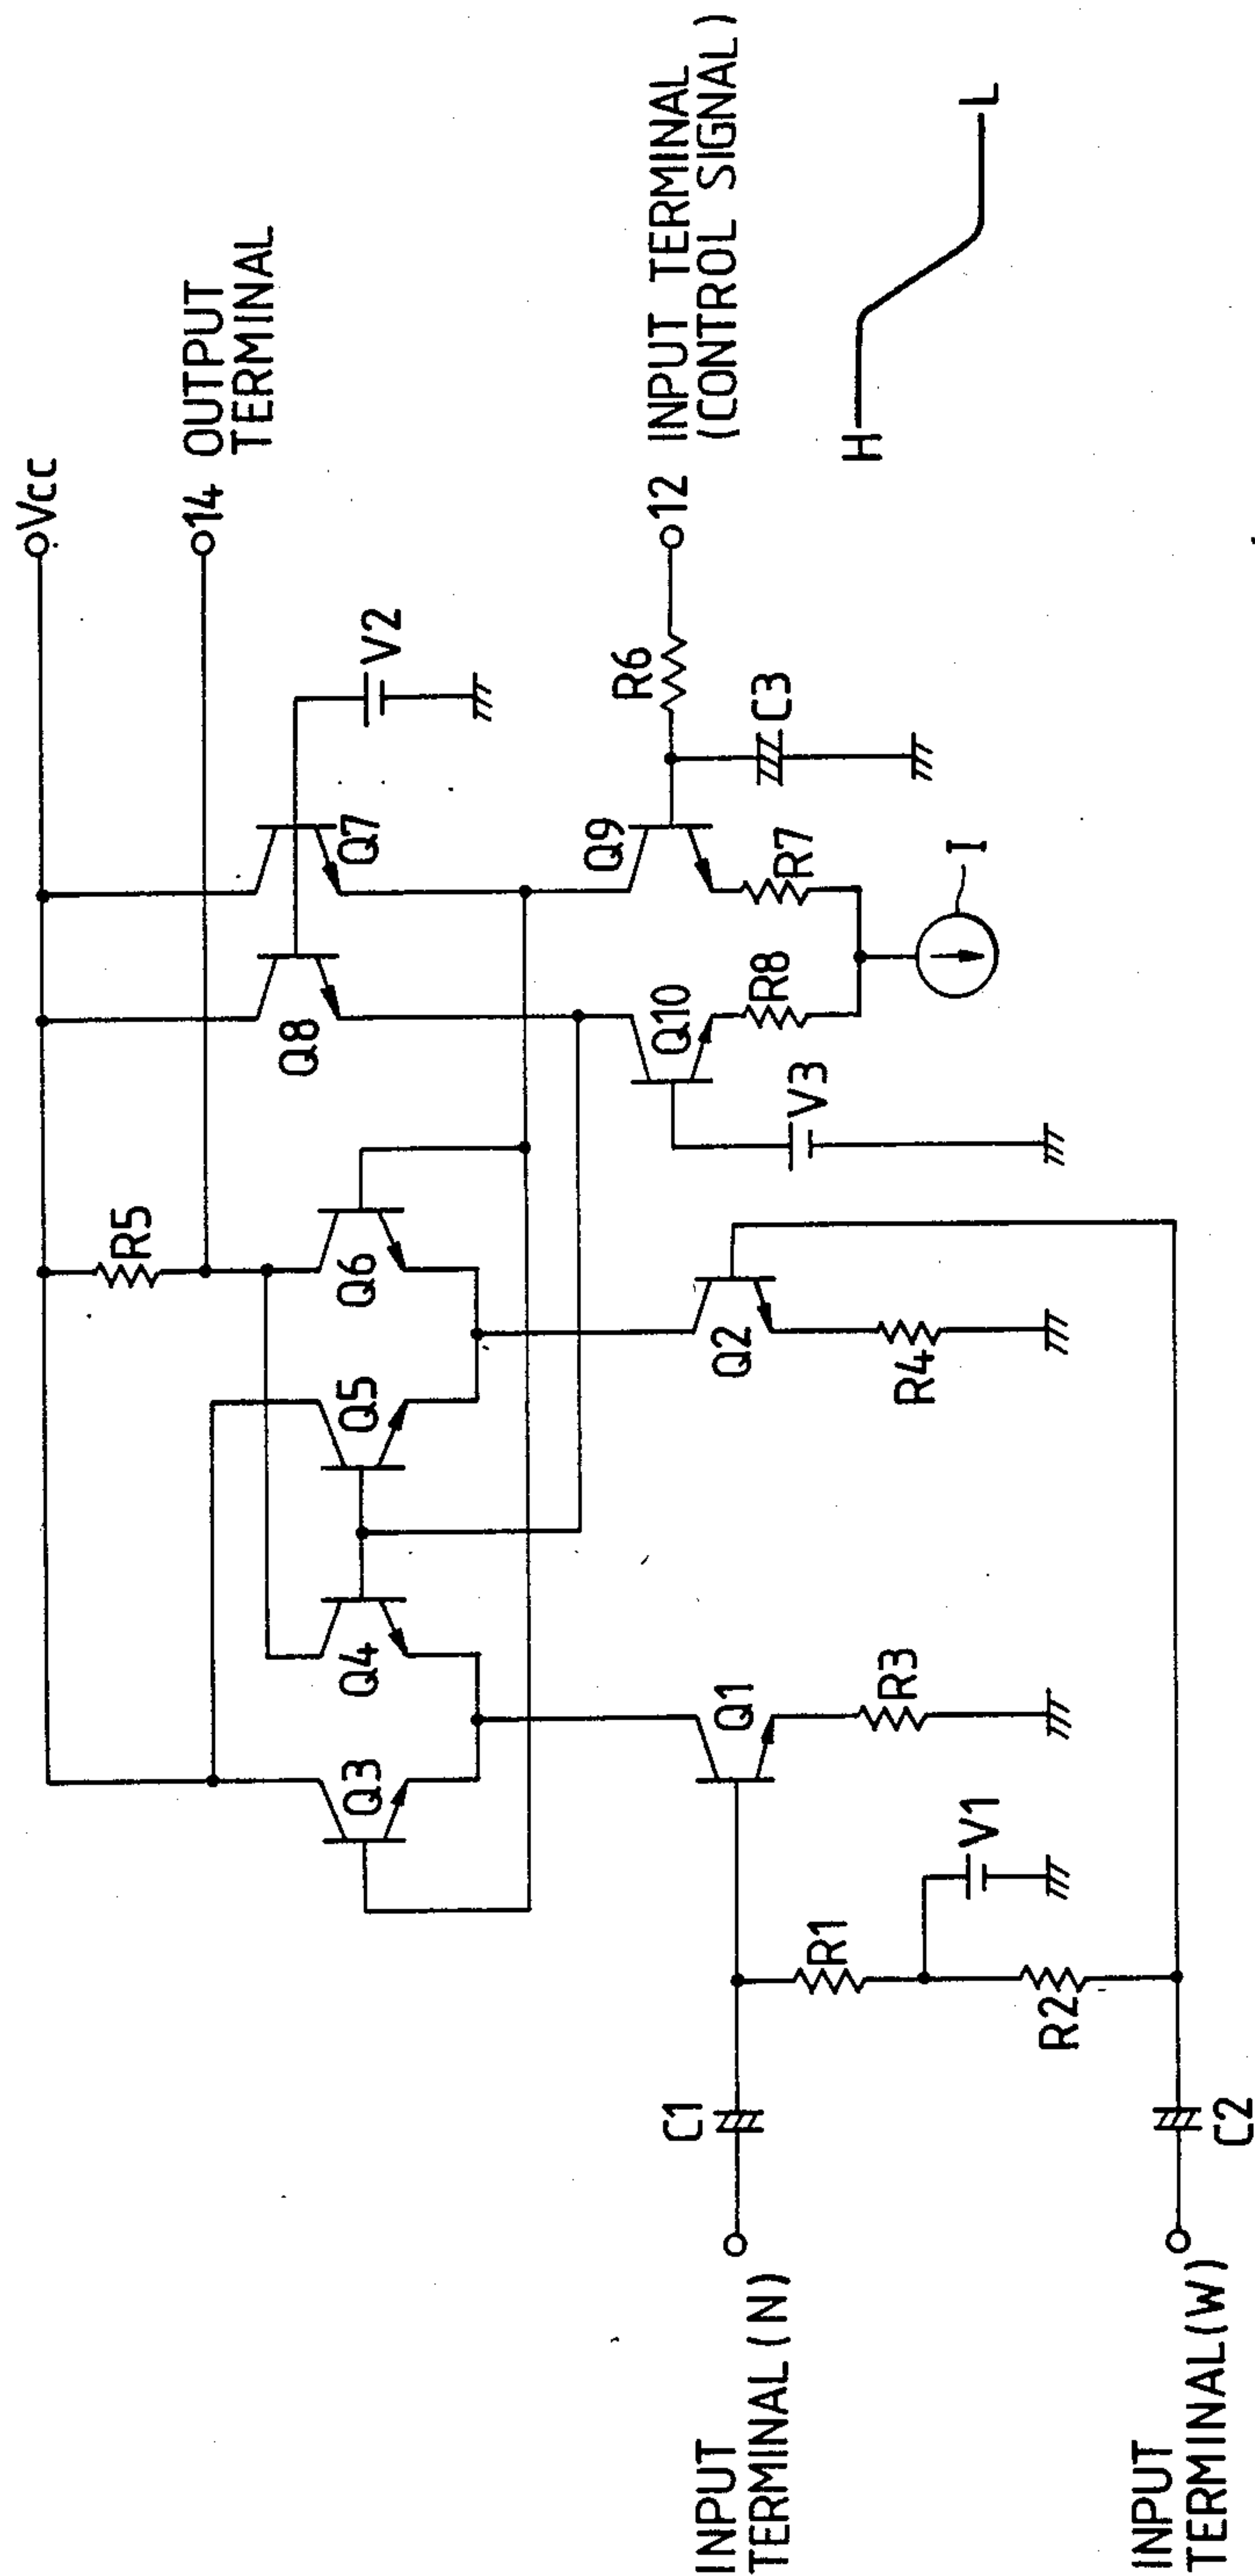 Vcc
14 OUTPUT
TERMINAL
R5
V2
Q8
Q7
Q3
Q4
Q5
Q6
12 INPUT TERMINAL
(CONTROL SIGNAL)
R6
C3
Q9
Q10
R7
R8
V3
I
H
L
Q1
Q2
R3
R4
V1
R1
R2
C1
C2
INPUT
TERMINAL (N)
INPUT
TERMINAL(W)